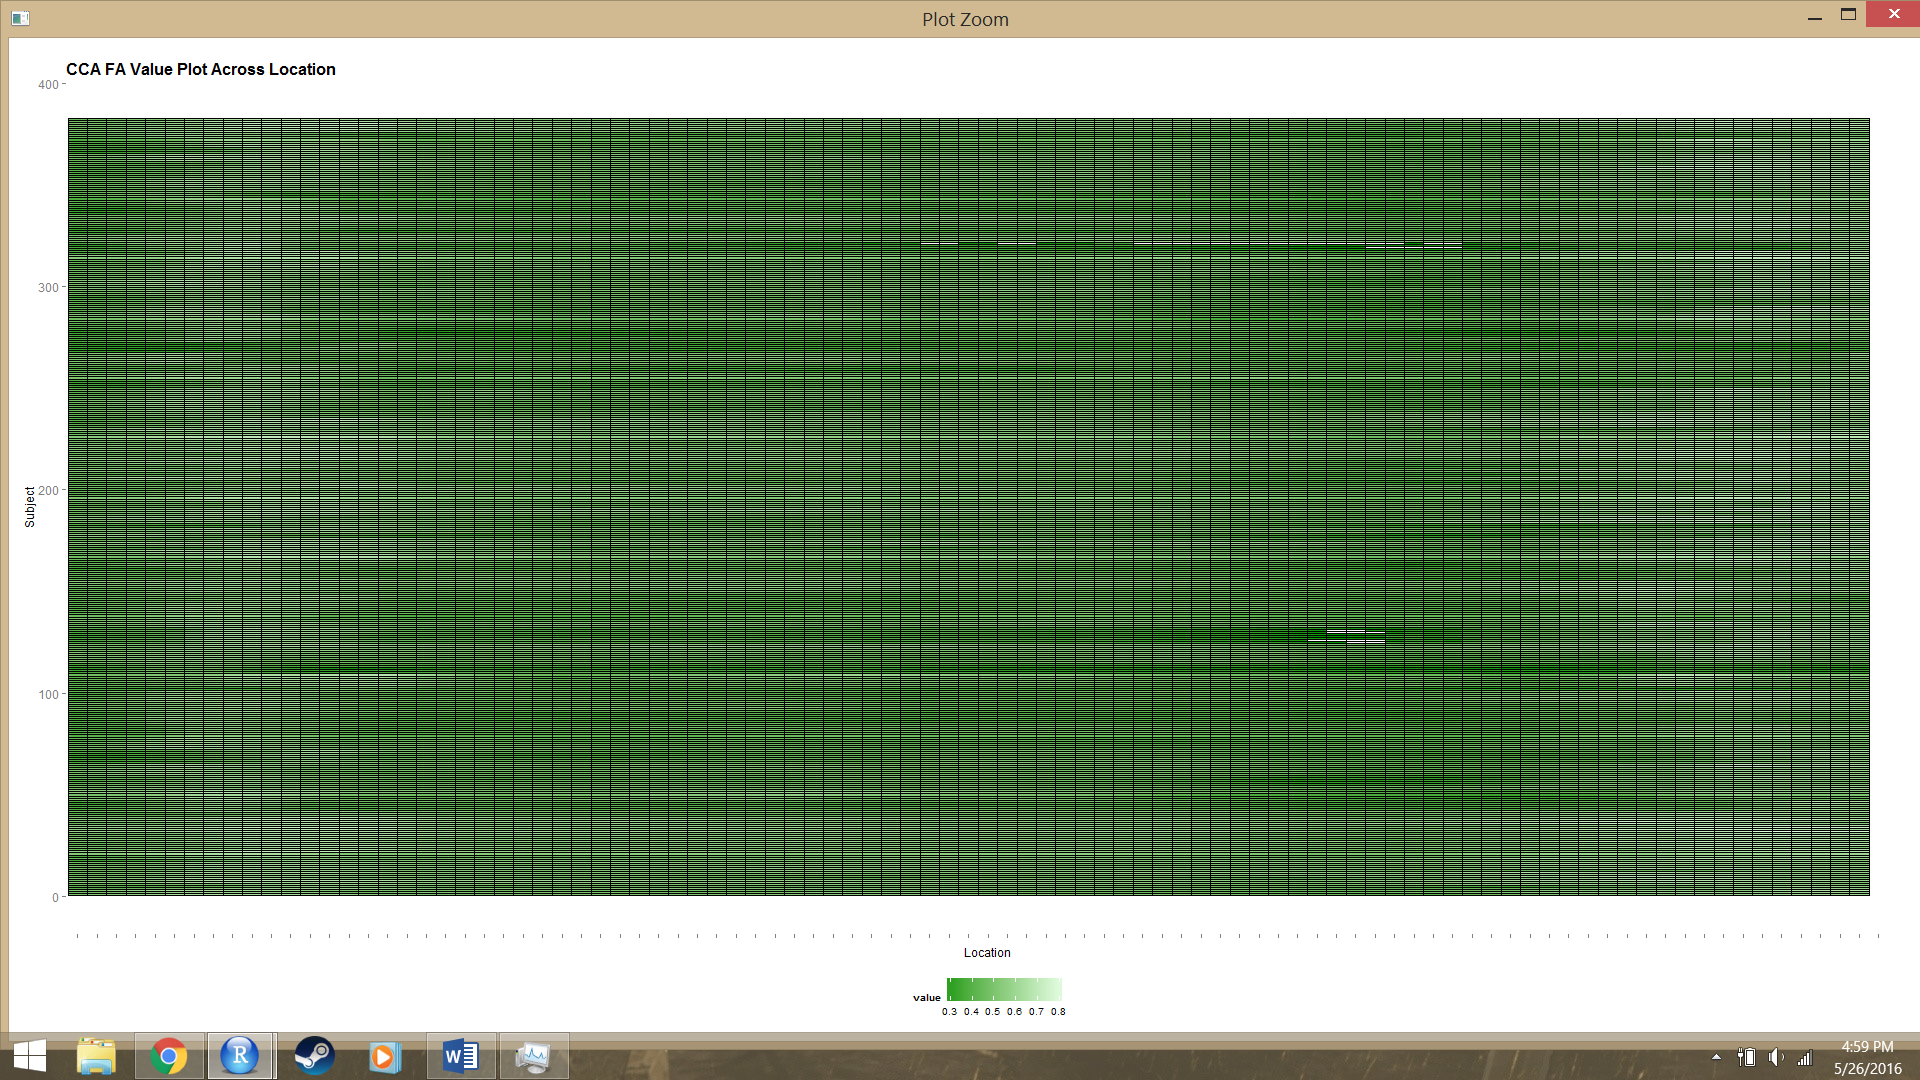 Plot Zoom
CCA FA Value Plot Across Location
400
300
200
100
0
Subject
Location
value
0.3 0.4 0.5 0.6 0.7 0.8
R
W
4:59 PM
5/26/2016